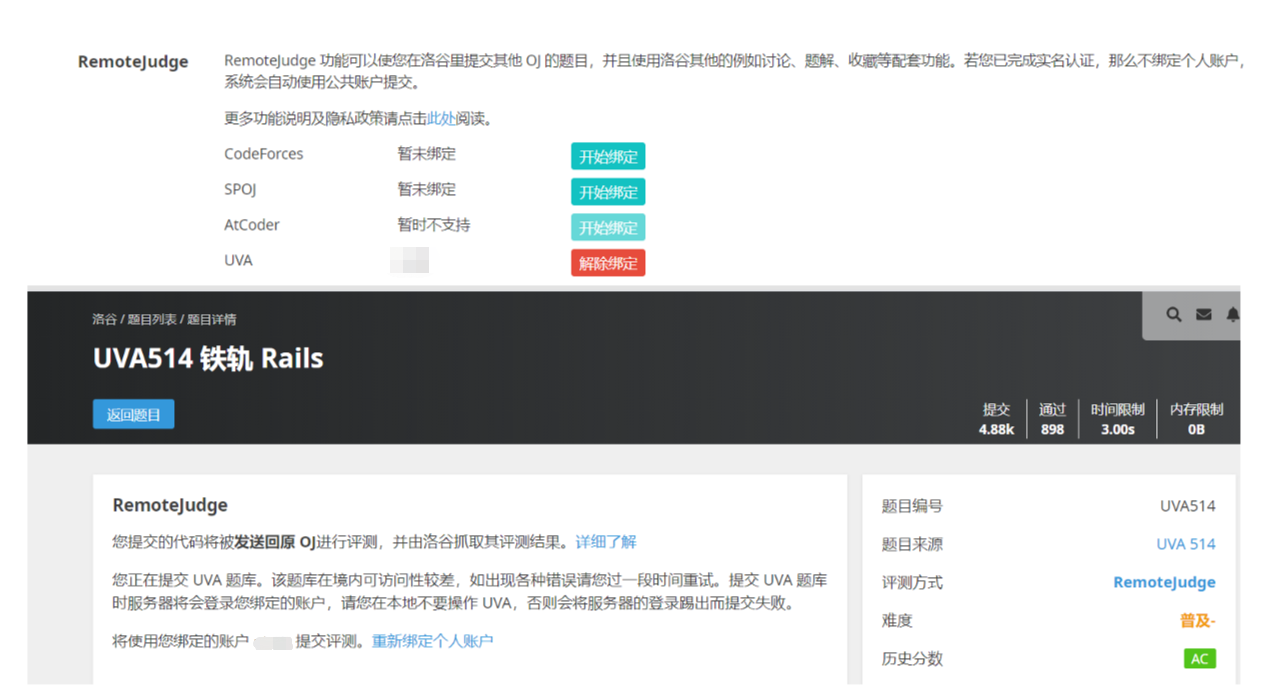 RemoteJudge
RemoteJudge 功能可以使您在洛谷里提交其他 OJ 的题目，并且使用洛谷其他的例如讨论、题解、收藏等配套功能。若您已完成实名认证，那么不绑定个人账户，
系统会自动使用公共账户提交。
更多功能说明及隐私政策请点击此处阅读。
CodeForces 暂未绑定 开始绑定
SPOJ 暂未绑定 开始绑定
AtCoder 暂时不支持 开始绑定
UVA 解除绑定
洛谷 / 题目列表 / 题目详情
UVA514 铁轨 Rails
返回题目
提交 通过 时间限制 内存限制
4.88k 898 3.00s 0B
RemoteJudge
您提交的代码将被发送回原 OJ进行评测，并由洛谷抓取其评测结果。详细了解
您正在提交 UVA 题库。该题库在境内可访问性较差，如出现各种错误请您过一段时间重试。提交 UVA 题库
时服务器将会登录您绑定的账户，请您在本地不要操作 UVA，否则会将服务器的登录踢出而提交失败。
将使用您绑定的账户 提交评测。重新绑定个人账户
题目编号 UVA514
题目来源 UVA 514
评测方式 RemoteJudge
难度 普及-
历史分数 AC